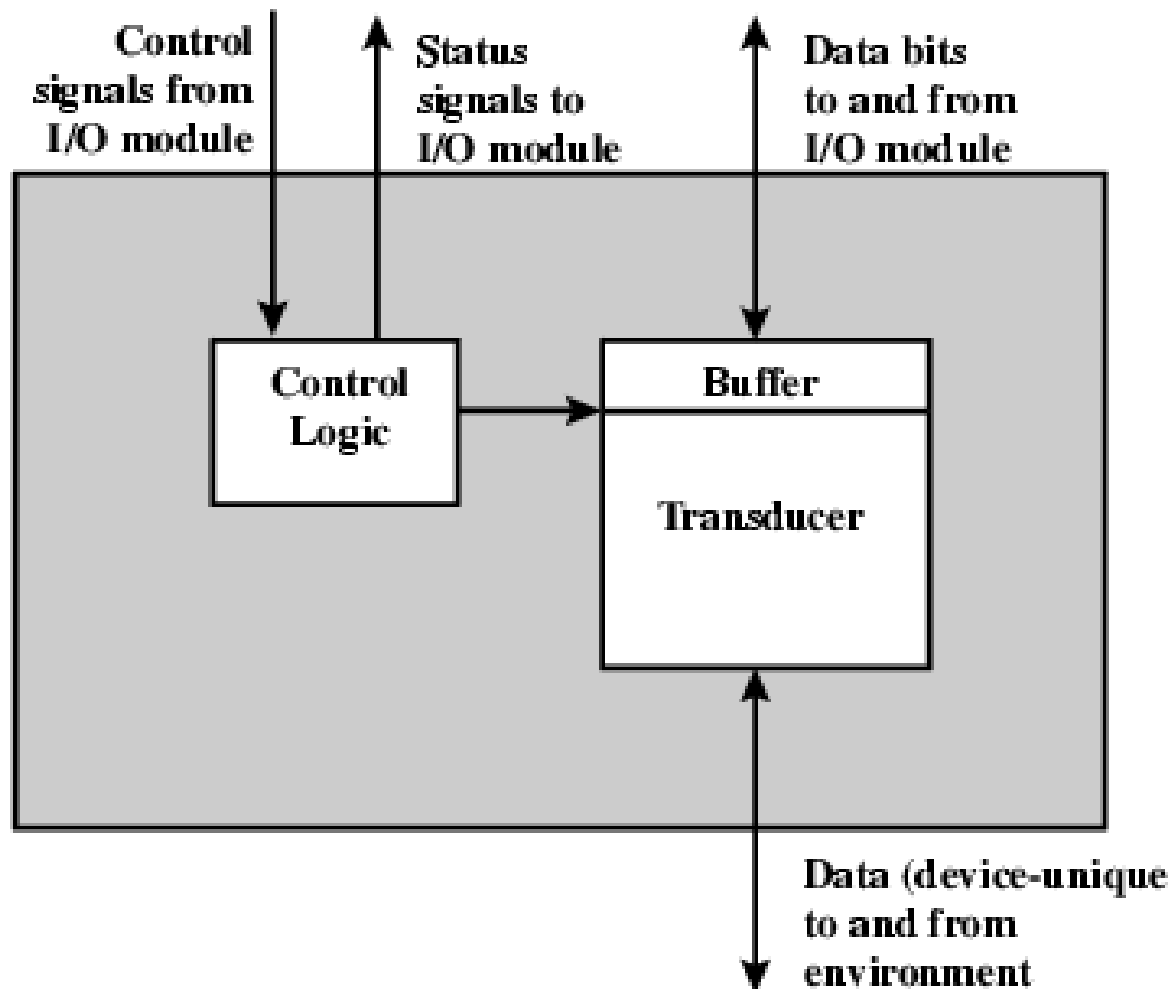 Control
signals from
I/O module
Status
signals to
I/O module
Data bits
to and from
I/O module
Control
Logic
Buffer
Transducer
Data (device-unique
to and from
environment